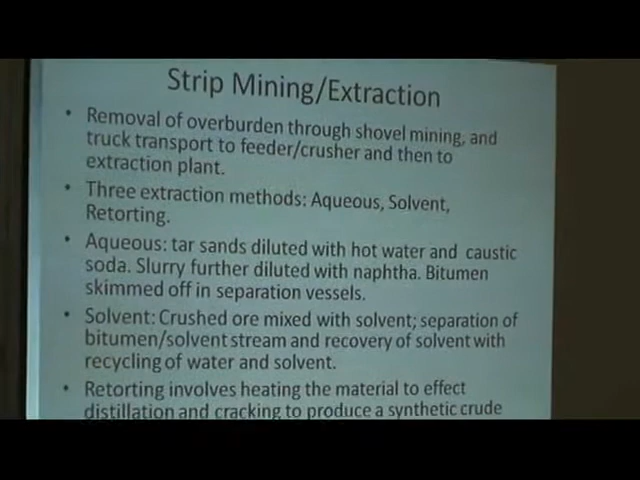 Strip Mining/Extraction
• Removal of overburden through shovel mining, and
truck transport to feeder/crusher and then to
extraction plant.
• Three extraction methods: Aqueous, Solvent,
Retorting.
• Aqueous: tar sands diluted with hot water and caustic
soda. Slurry further diluted with naphtha. Bitumen
skimmed off in separation vessels.
• Solvent: Crushed ore mixed with solvent; separation of
bitumen/solvent stream and recovery of solvent with
recycling of water and solvent.
• Retorting involves heating the material to effect
distillation and cracking to produce a synthetic crude